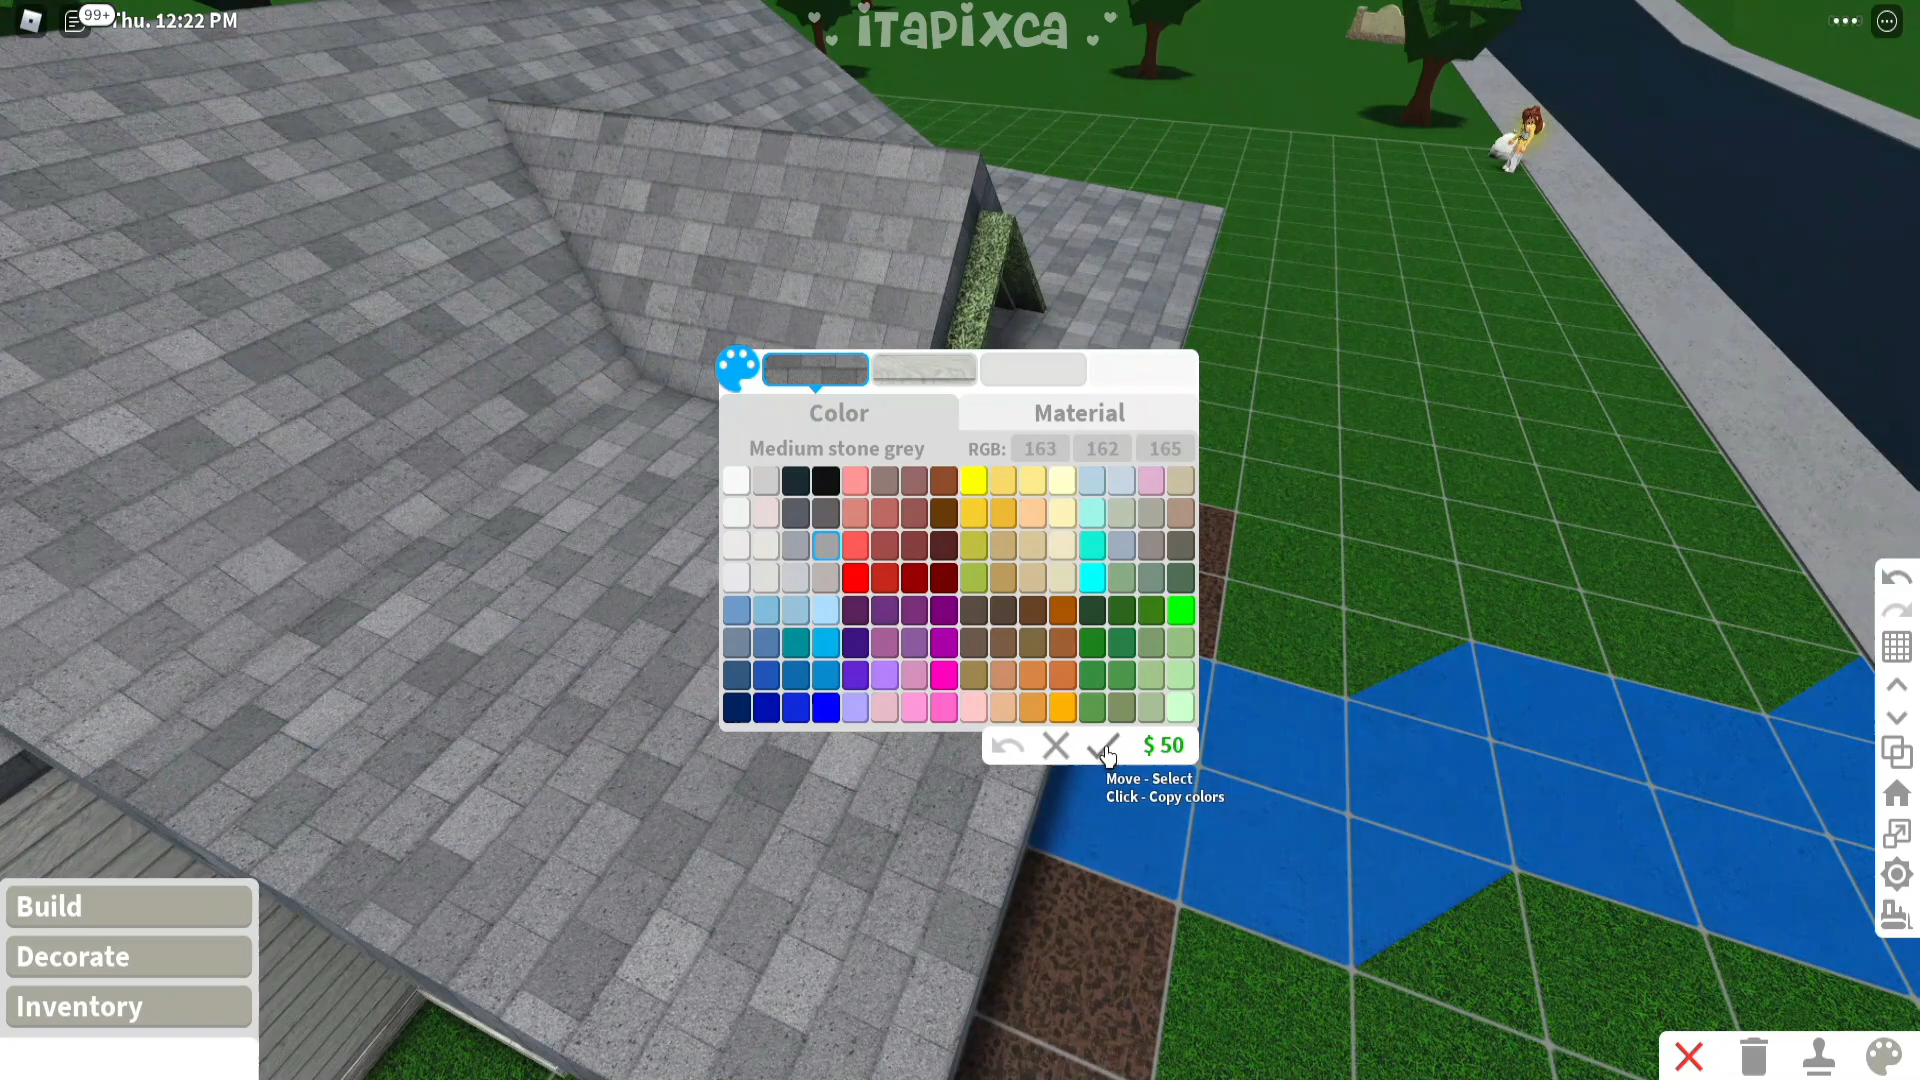 99+
Thu. 12:22 PM
iTapixca
Color
Material
Medium stone grey
RGB: 163 162 165
$ 50
Move - Select
Click - Copy colors
Build
Decorate
Inventory